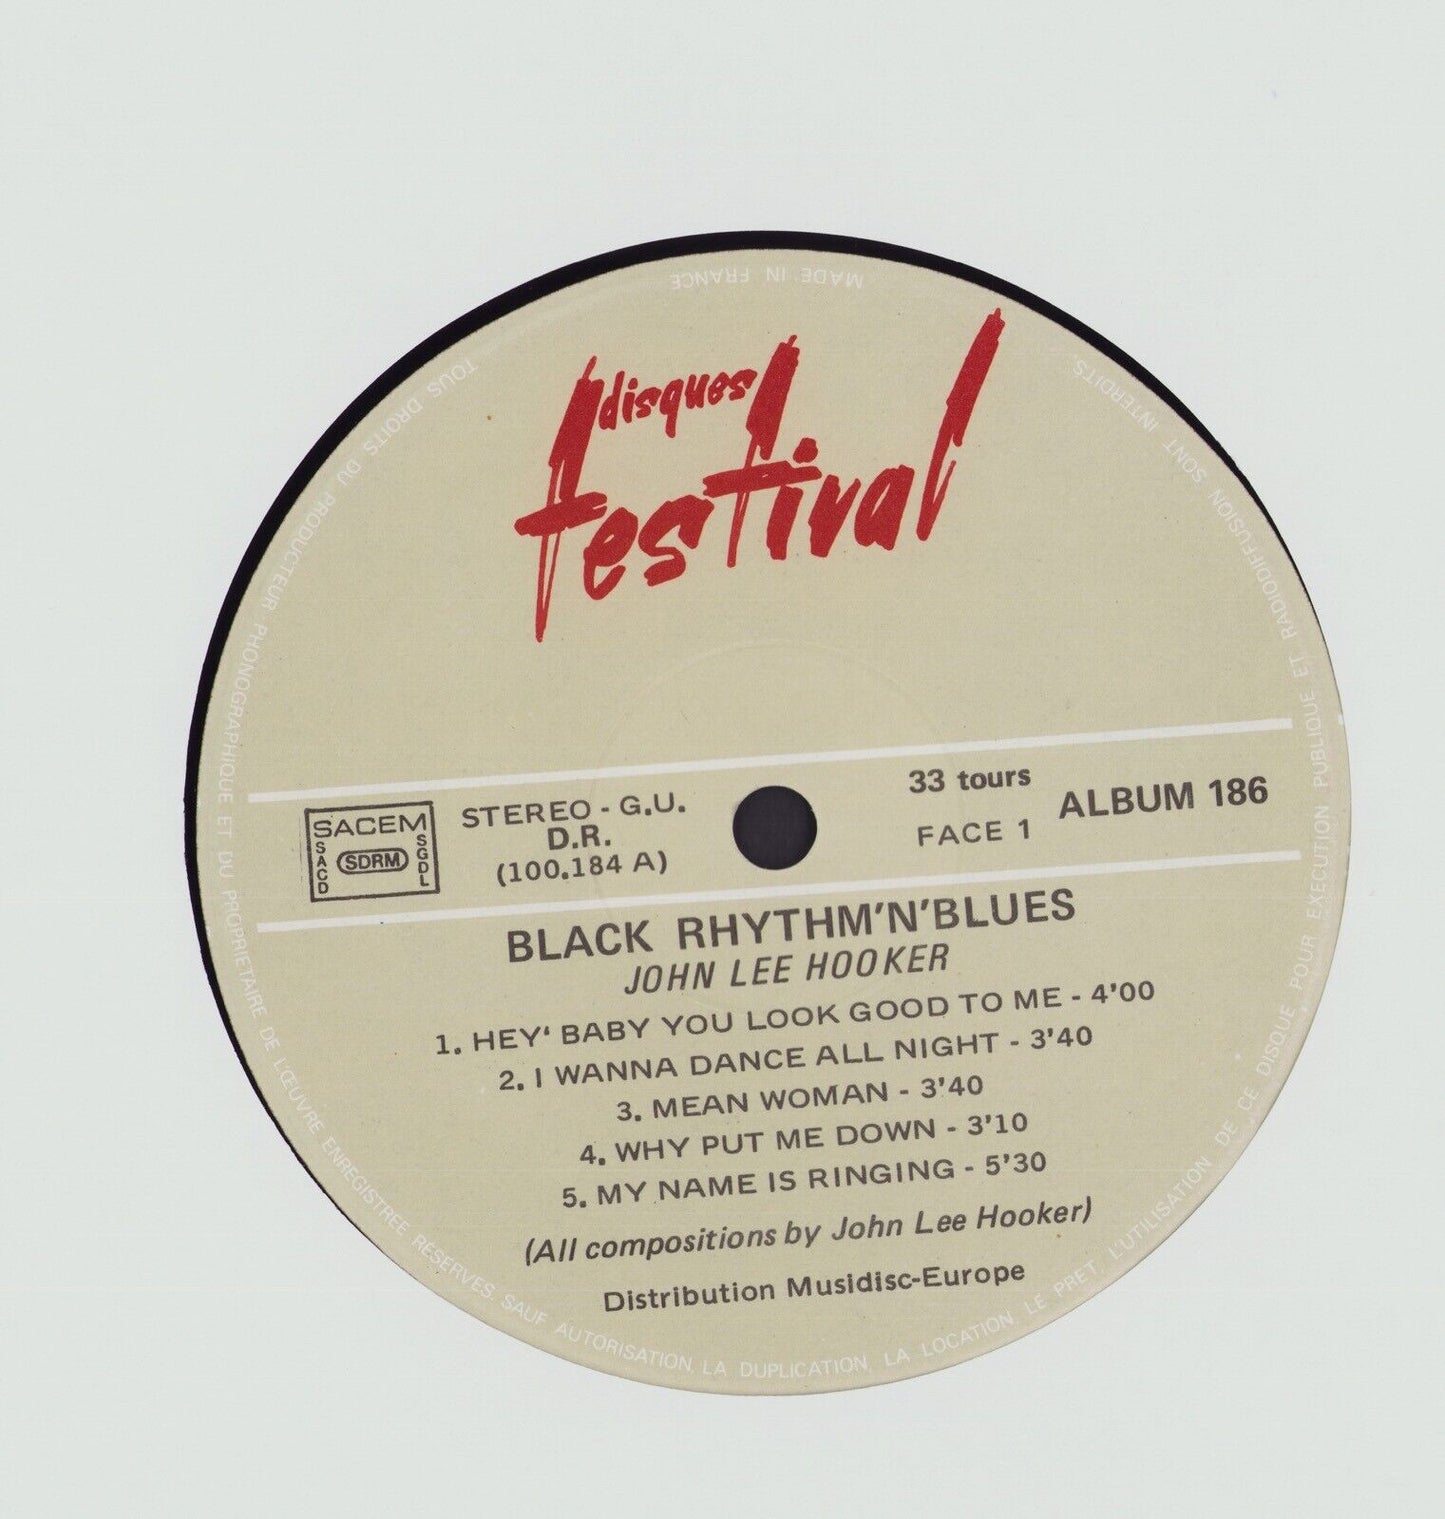 MADE IN FRANCE
disques
festival
SACEM
SACD
SDRM
SGDL
STEREO - G.U.
D.R.
(100.184 A)
33 tours
FACE 1
ALBUM 186
BLACK RHYTHM'N'BLUES
JOHN LEE HOOKER
1. HEY' BABY YOU LOOK GOOD TO ME - 4'00
2. I WANNA DANCE ALL NIGHT - 3'40
3. MEAN WOMAN - 3'40
4. WHY PUT ME DOWN - 3'10
5. MY NAME IS RINGING - 5'30
(All compositions by John Lee Hooker)
Distribution Musidisc-Europe
TOUS DROITS DU PRODUCTEUR PHONOGRAPHIQUE ET DU PROPRIETAIRE DE L'ŒUVRE ENREGISTREE RESERVES. SAUF AUTORISATION, LA DUPLICATION, LA LOCATION, LE PRET, L'UTILISATION DE CE DISQUE POUR EXECUTION PUBLIQUE ET RADIODIFFUSION SONT INTERDITS.